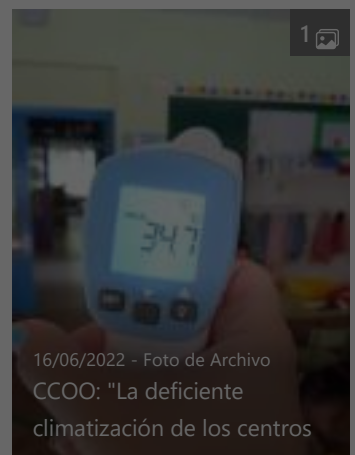 1
34.7
16/06/2022 - Foto de Archivo
CCOO: "La deficiente
climatización de los centros